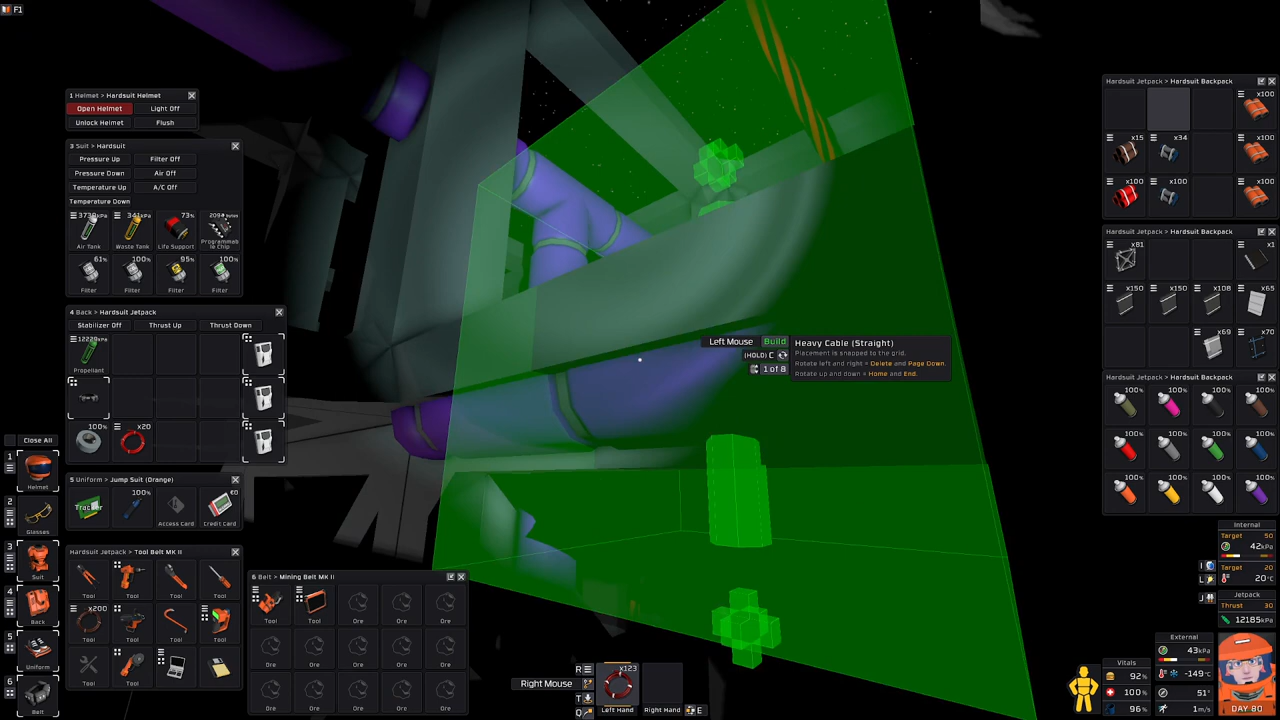 F1
1 Helmet > Hardsuit Helmet
Open Helmet
Light Off
Unlock Helmet
Flush
3 Suit > Hardsuit
Pressure Up
Filter Off
Pressure Down
Air Off
Temperature Up
A/C Off
Temperature Down
Air Tank
Waste Tank
73%
Life Support
Programmab
le Chip
61%
100%
95%
100%
Filter
Filter
Filter
Filter
4 Back > Hardsuit Jetpack
Stabilizer Off
Thrust Up
Thrust Down
Propellant
100%
x20
Close All
1
Helmet
2
Glasses
3
Suit
4
Back
5
Uniform
6
Belt
5 Uniform > Jump Suit (Orange)
Tracker
100%
Access Card
€0
Credit Card
Hardsuit Jetpack > Tool Belt MK II
Tool
Tool
Tool
Tool
x200
Tool
Tool
Tool
Tool
Tool
Tool
6 Belt > Mining Belt MK II
Tool
Tool
Ore
Ore
Ore
Ore
Ore
Ore
Ore
Ore
Ore
Ore
Ore
Ore
Ore
Left Mouse
Build
(HOLD) C
1 of 8
Heavy Cable (Straight)
Placement is snapped to the grid.
Rotate left and right = Delete and Page Down.
Rotate up and down = Home and End.
Right Mouse
R
T
Q
x123
Left Hand
Right Hand
E
Hardsuit Jetpack > Hardsuit Backpack
x100
x15
x34
x100
x100
x100
x100
Hardsuit Jetpack > Hardsuit Backpack
x81
x1
x150
x150
x108
x65
x69
x70
Hardsuit Jetpack > Hardsuit Backpack
100%
100%
100%
100%
100%
100%
100%
100%
100%
100%
100%
100%
Internal
Target 50
42kPa
Target 20
20°C
I
L
J
Jetpack
Thrust 30
12185kPa
External
43kPa
-149°C
51°
1m/s
Vitals
92%
100%
96%
DAY 80